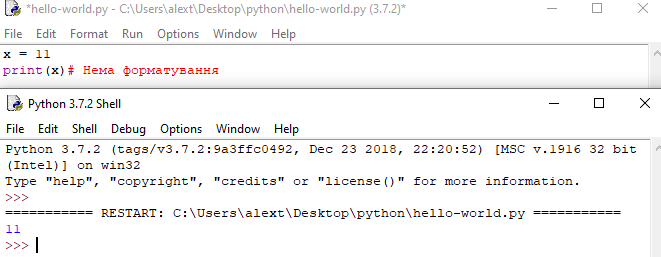 *hello-world.py - C:\Users\alext\Desktop\python\hello-world.py (3.7.2)*
File Edit Format Run Options Window Help
x = 11
print(x)# Нема форматування
Python 3.7.2 Shell
File Edit Shell Debug Options Window Help
Python 3.7.2 (tags/v3.7.2:9a3ffc0492, Dec 23 2018, 22:20:52) [MSC v.1916 32 bit
(Intel)] on win32
Type "help", "copyright", "credits" or "license()" for more information.
>>>
=========== RESTART: C:\Users\alext\Desktop\python\hello-world.py ===========
11
>>>